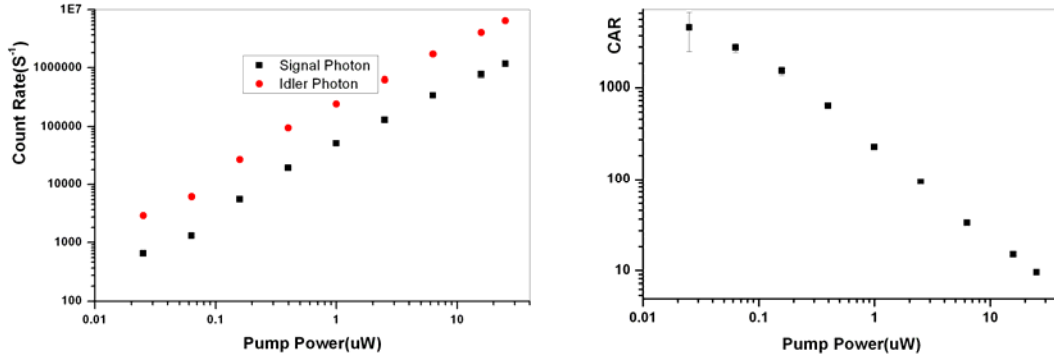 1E7
1000000
100000
10000
1000
100
0.01
0.1
1
10
Count Rate(S⁻¹)
Pump Power(uW)
Signal Photon
Idler Photon
CAR
1000
100
10
0.01
0.1
1
10
Pump Power(uW)